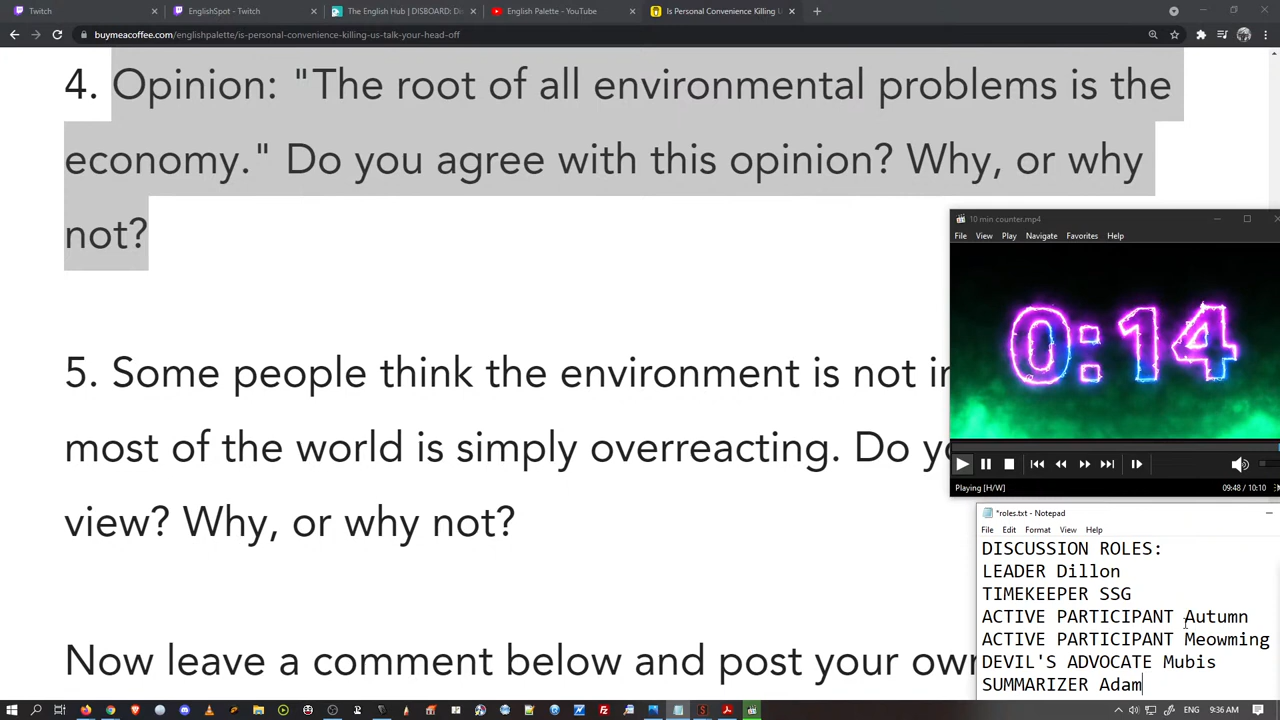 Twitch
EnglishSpot - Twitch
The English Hub | DISBOARD: Di
English Palette - YouTube
Is Personal Convenience Killing U
buymeacoffee.com/englishpalette/is-personal-convenience-killing-us-talk-your-head-off
4. Opinion: "The root of all environmental problems is the
economy." Do you agree with this opinion? Why, or why
not?
5. Some people think the environment is not in
most of the world is simply overreacting. Do yo
view? Why, or why not?
Now leave a comment below and post your own
10 min counter.mp4
File View Play Navigate Favorites Help
0:14
Playing [H/W]
09:48 / 10:10
*roles.txt - Notepad
File Edit Format View Help
DISCUSSION ROLES:
LEADER Dillon
TIMEKEEPER SSG
ACTIVE PARTICIPANT Autumn
ACTIVE PARTICIPANT Meowming
DEVIL'S ADVOCATE Mubis
SUMMARIZER Adam
ENG
9:36 AM